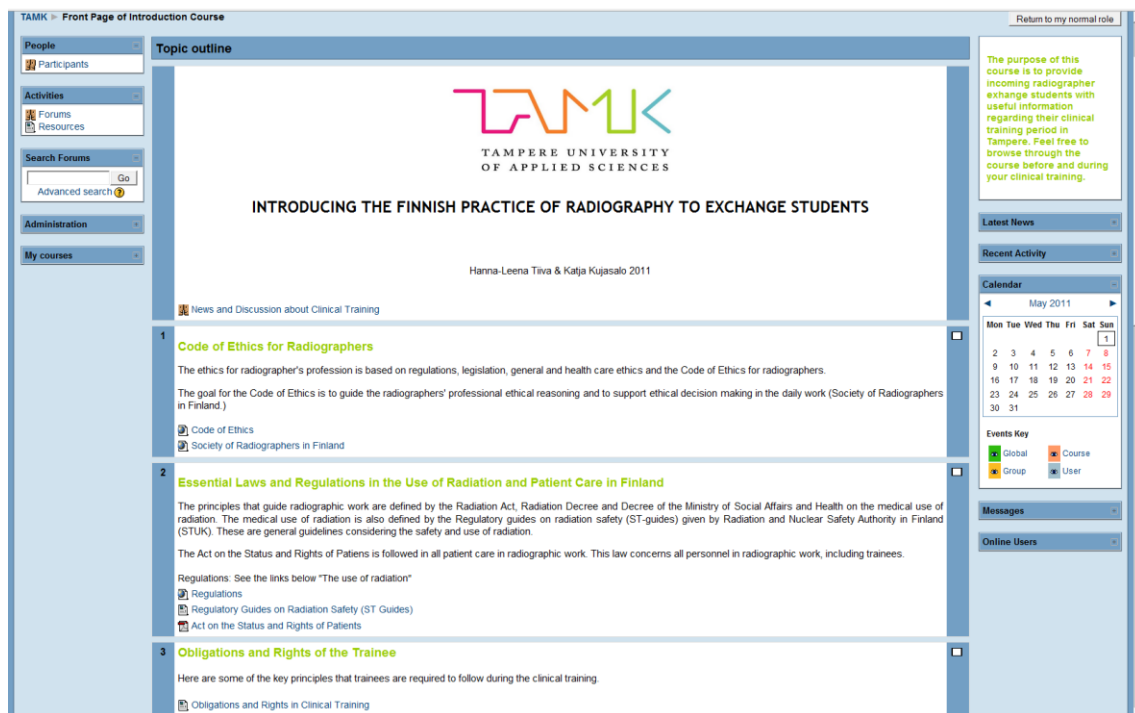 TAMK ► Front Page of Introduction Course
Return to my normal role
People
Participants
Activities
Forums
Resources
Search Forums
Go
Advanced search
Administration
My courses
Topic outline
TAMK
TAMPERE UNIVERSITY
OF APPLIED SCIENCES
INTRODUCING THE FINNISH PRACTICE OF RADIOGRAPHY TO EXCHANGE STUDENTS
Hanna-Leena Tiiva & Katja Kujasalo 2011
News and Discussion about Clinical Training
1
Code of Ethics for Radiographers
The ethics for radiographer's profession is based on regulations, legislation, general and health care ethics and the Code of Ethics for radiographers.
The goal for the Code of Ethics is to guide the radiographers' professional ethical reasoning and to support ethical decision making in the daily work (Society of Radiographers
in Finland.)
Code of Ethics
Society of Radiographers in Finland
2
Essential Laws and Regulations in the Use of Radiation and Patient Care in Finland
The principles that guide radiographic work are defined by the Radiation Act, Radiation Decree and Decree of the Ministry of Social Affairs and Health on the medical use of
radiation. The medical use of radiation is also defined by the Regulatory guides on radiation safety (ST-guides) given by Radiation and Nuclear Safety Authority in Finland
(STUK). These are general guidelines considering the safety and use of radiation.
The Act on the Status and Rights of Patiens is followed in all patient care in radiographic work. This law concerns all personnel in radiographic work, including trainees.
Regulations: See the links below "The use of radiation"
Regulations
Regulatory Guides on Radiation Safety (ST Guides)
Act on the Status and Rights of Patients
3
Obligations and Rights of the Trainee
Here are some of the key principles that trainees are required to follow during the clinical training.
Obligations and Rights in Clinical Training
The purpose of this
course is to provide
incoming radiographer
exhange students with
useful information
regarding their clinical
training period in
Tampere. Feel free to
browse through the
course before and during
your clinical training.
Latest News
Recent Activity
Calendar
◄ May 2011 ►
Mon Tue Wed Thu Fri Sat Sun
1
2 3 4 5 6 7 8
9 10 11 12 13 14 15
16 17 18 19 20 21 22
23 24 25 26 27 28 29
30 31
Events Key
Global Course
Group User
Messages
Online Users